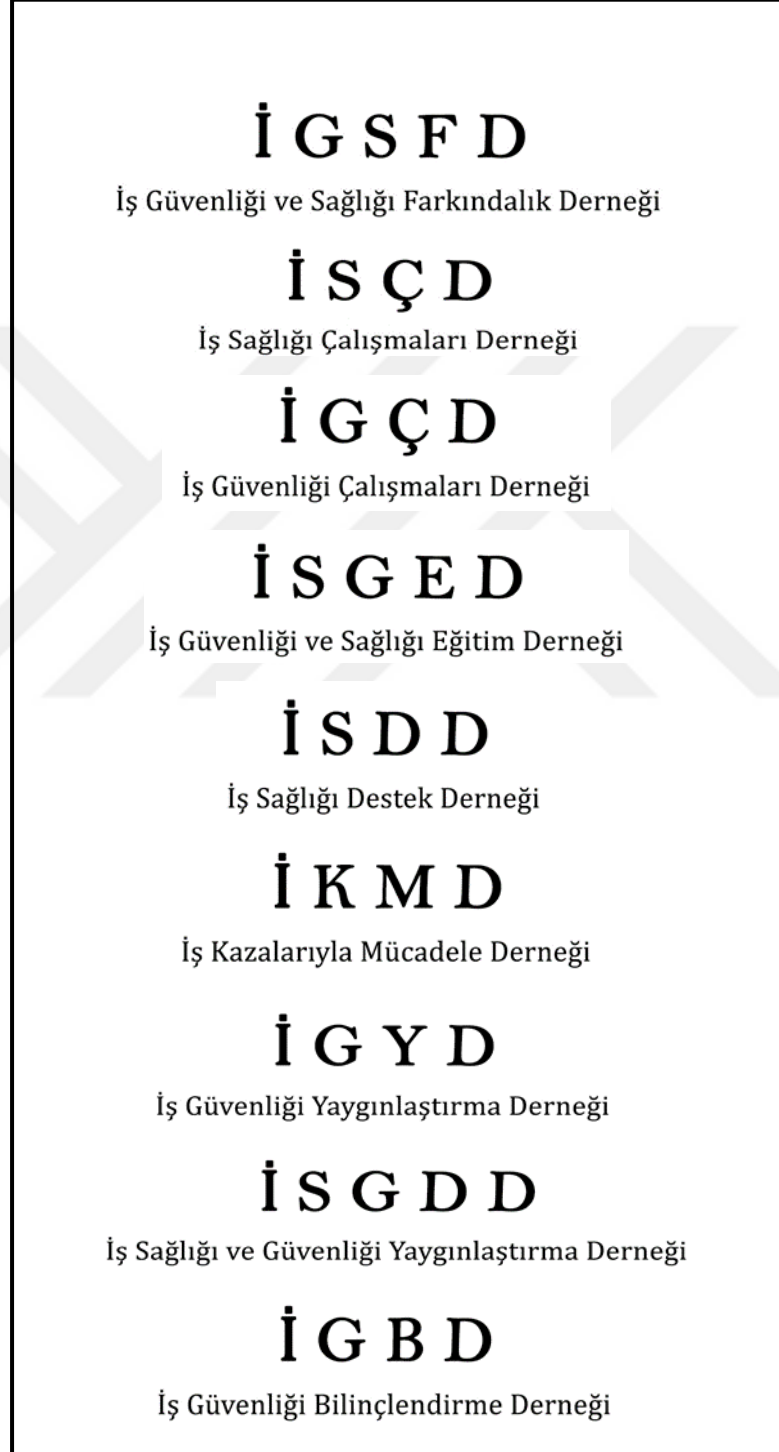 İ G S F D
İş Güvenliği ve Sağlığı Farkındalık Derneği
İ S Ç D
İş Sağlığı Çalışmaları Derneği
İ G Ç D
İş Güvenliği Çalışmaları Derneği
İ S G E D
İş Güvenliği ve Sağlığı Eğitim Derneği
İ S D D
İş Sağlığı Destek Derneği
İ K M D
İş Kazalarıyla Mücadele Derneği
İ G Y D
İş Güvenliği Yaygınlaştırma Derneği
İ S G D D
İş Sağlığı ve Güvenliği Yaygınlaştırma Derneği
İ G B D
İş Güvenliği Bilinçlendirme Derneği